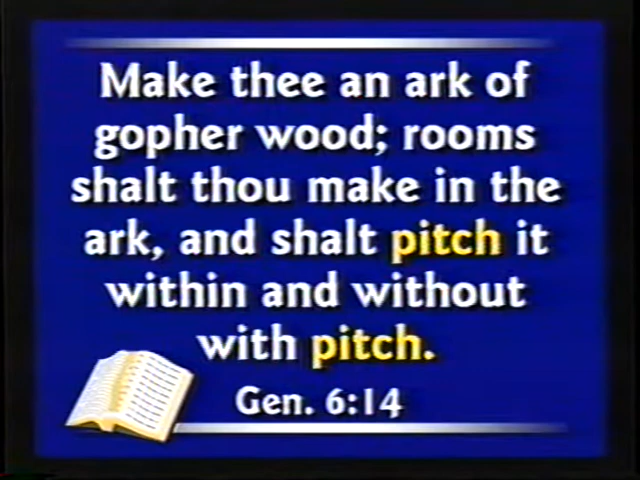 Make thee an ark of
gopher wood; rooms
shalt thou make in the
ark, and shalt pitch it
within and without
with pitch.
Gen. 6:14